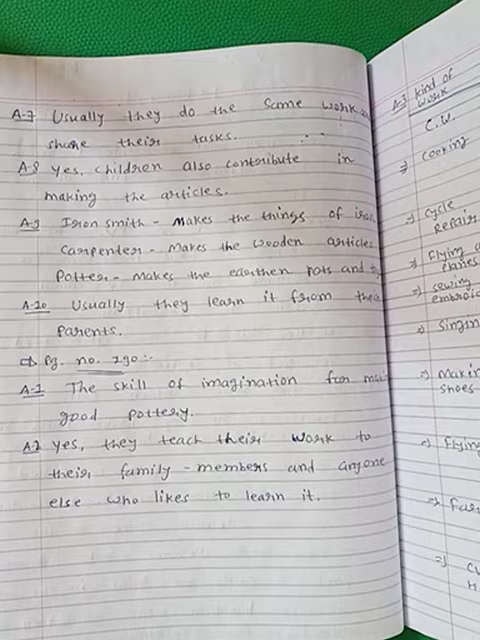 A-7 Usually they do the same work
share their tasks.
A-8 Yes, children also contribute in
making the articles.
A-9 Iron smith - Makes the things of iron
Carpenter - Makes the wooden articles
Potter - Makes the earthen pots and
A-10 Usually they learn it from their
Parents.
⇒ Pg. no. 290:-
A-1 The skill of imagination for
good pottery.
A-2 Yes, they teach their work to
their family - members and anyone
else who likes to learn it.
A-3 kind of
work
C.W.
⇒ Cooking
⇒ Cycle
Repair
⇒ Flying
planes
⇒ Sewing
⇒ Singin
⇒ Makin
shoes
⇒ Flying
⇒
⇒